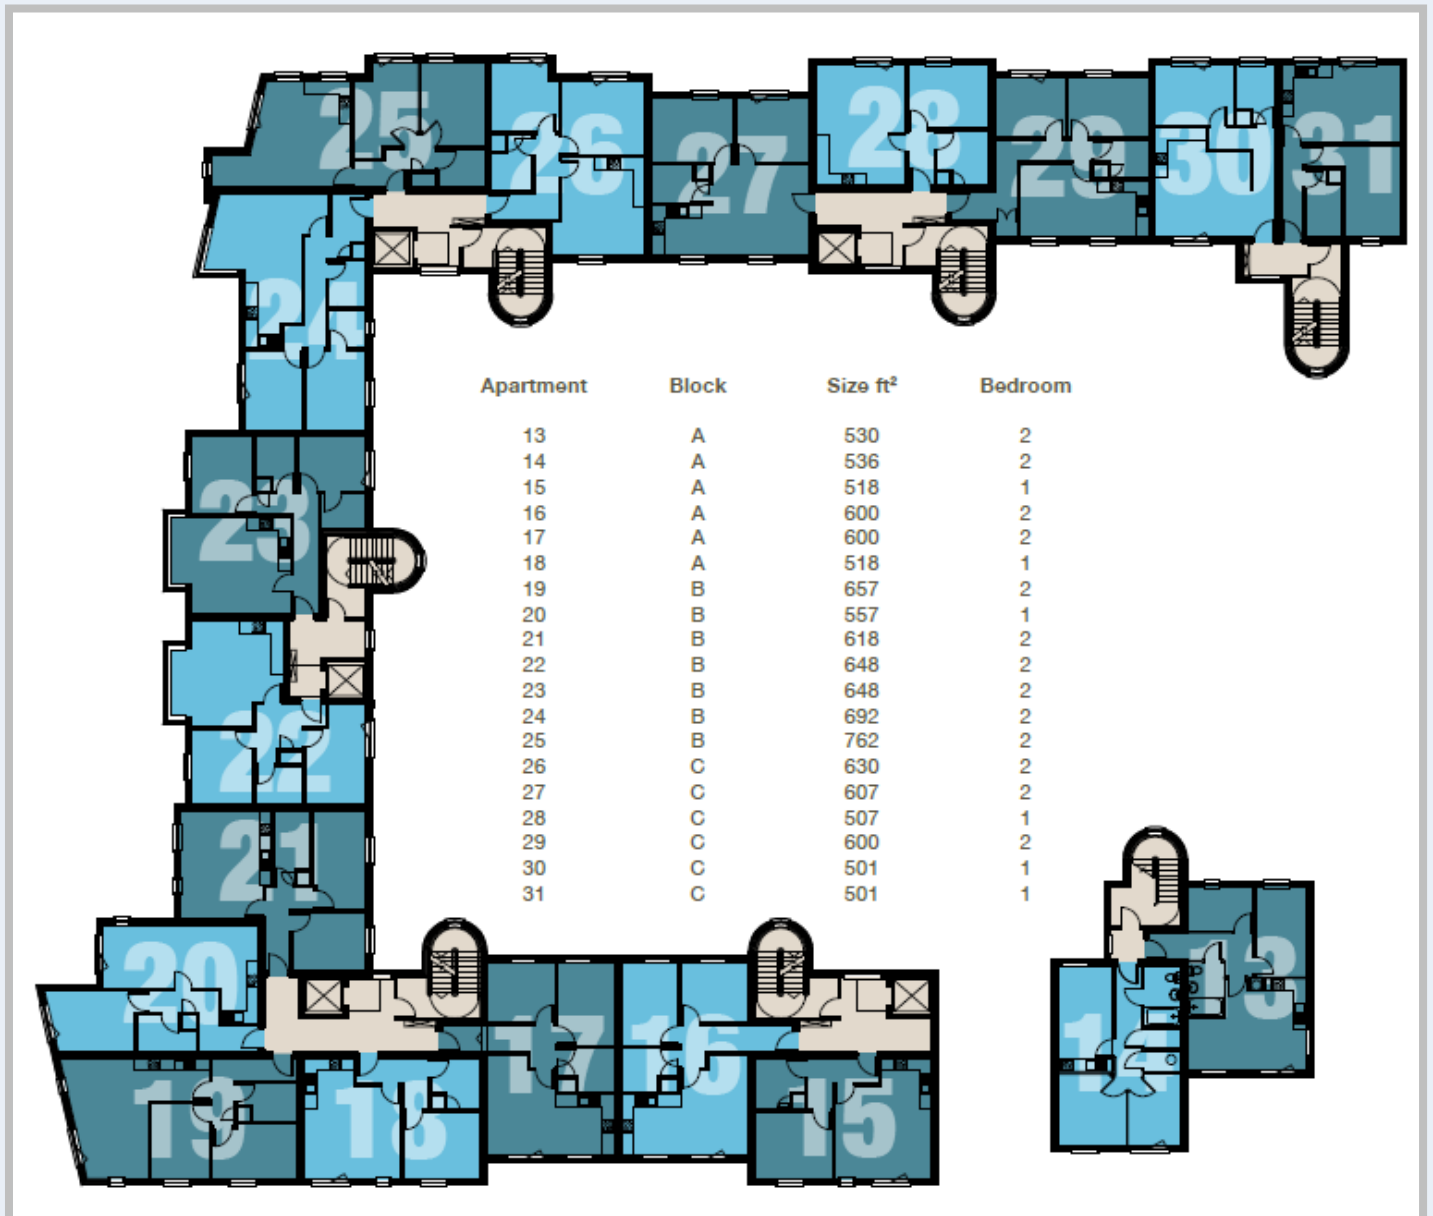 25
26
27
28
29
30
31
24
Apartment Block Size ft² Bedroom
13 A 530 2
14 A 536 2
15 A 518 1
16 A 600 2
17 A 600 2
18 A 518 1
19 B 657 2
20 B 557 1
21 B 618 2
22 B 648 2
23 B 648 2
24 B 692 2
25 B 762 2
26 C 630 2
27 C 607 2
28 C 507 1
29 C 600 2
30 C 501 1
31 C 501 1
23
22
21
20
19
18
17
16
15
14
13